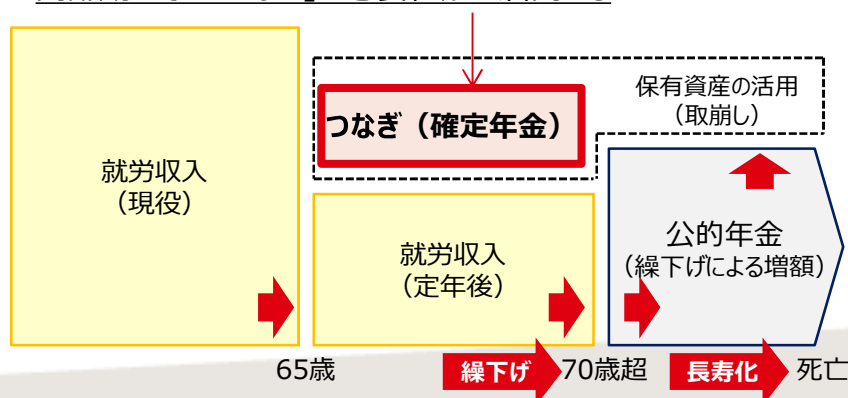 保有資産の活用
（取崩し）
つなぎ（確定年金）
就労収入
（現役）
就労収入
（定年後）
公的年金
（繰下げによる増額）
65歳
繰下げ
70歳超
長寿化
死亡